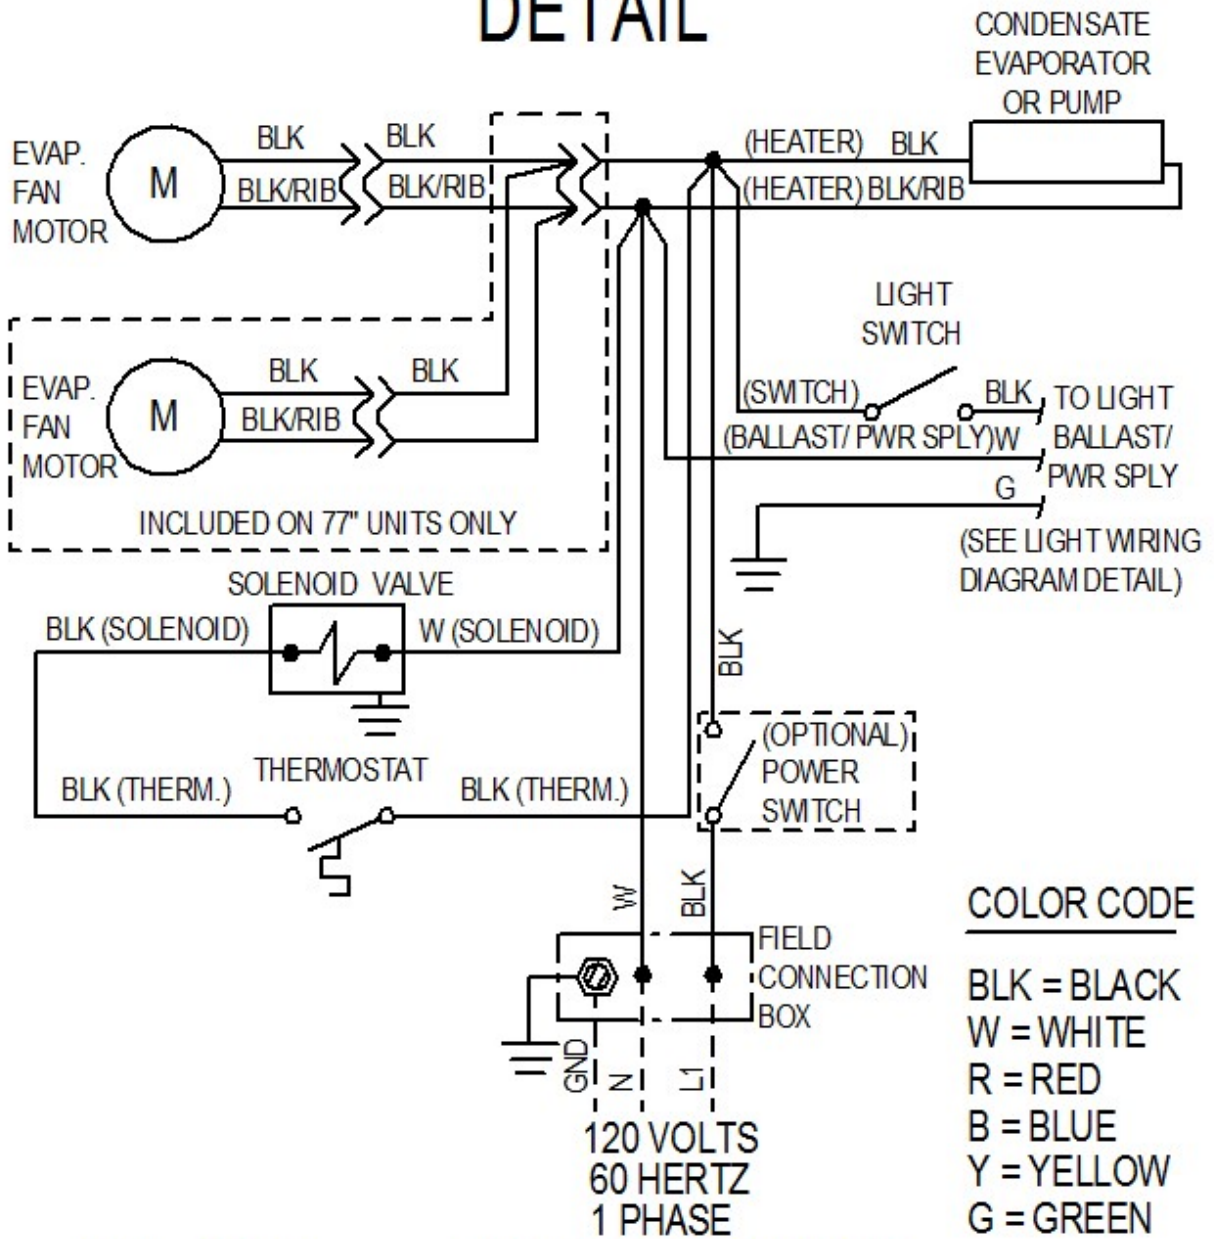 DETAIL
CONDENSATE
EVAPORATOR
OR PUMP
EVAP.
FAN
MOTOR
M
BLK
BLK
BLK/RIB
BLK/RIB
(HEATER) BLK
(HEATER) BLK/RIB
LIGHT
SWITCH
EVAP.
FAN
MOTOR
M
BLK
BLK
BLK/RIB
INCLUDED ON 77" UNITS ONLY
(SWITCH)
BLK
(BALLAST/ PWR SPLY)W
G
TO LIGHT
BALLAST/
PWR SPLY
(SEE LIGHT WIRING
DIAGRAM DETAIL)
SOLENOID VALVE
BLK (SOLENOID)
W (SOLENOID)
BLK
(OPTIONAL)
POWER
SWITCH
THERMOSTAT
BLK (THERM.)
BLK (THERM.)
W
BLK
FIELD
CONNECTION
BOX
GND
N
L1
120 VOLTS
60 HERTZ
1 PHASE
COLOR CODE
BLK = BLACK
W = WHITE
R = RED
B = BLUE
Y = YELLOW
G = GREEN